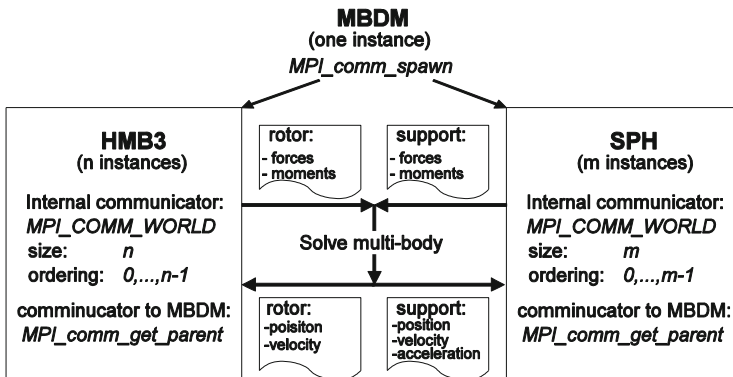 MBDM
(one instance)
MPI_comm_spawn
HMB3
(n instances)
Internal communicator:
MPI_COMM_WORLD
size: n
ordering: 0,...,n-1
comminucator to MBDM:
MPI_comm_get_parent
rotor:
- forces
- moments
support:
- forces
- moments
Solve multi-body
rotor:
-poisiton
-velocity
support:
-position
-velocity
-acceleration
SPH
(m instances)
Internal communicator:
MPI_COMM_WORLD
size: m
ordering: 0,...,m-1
comminucator to MBDM:
MPI_comm_get_parent